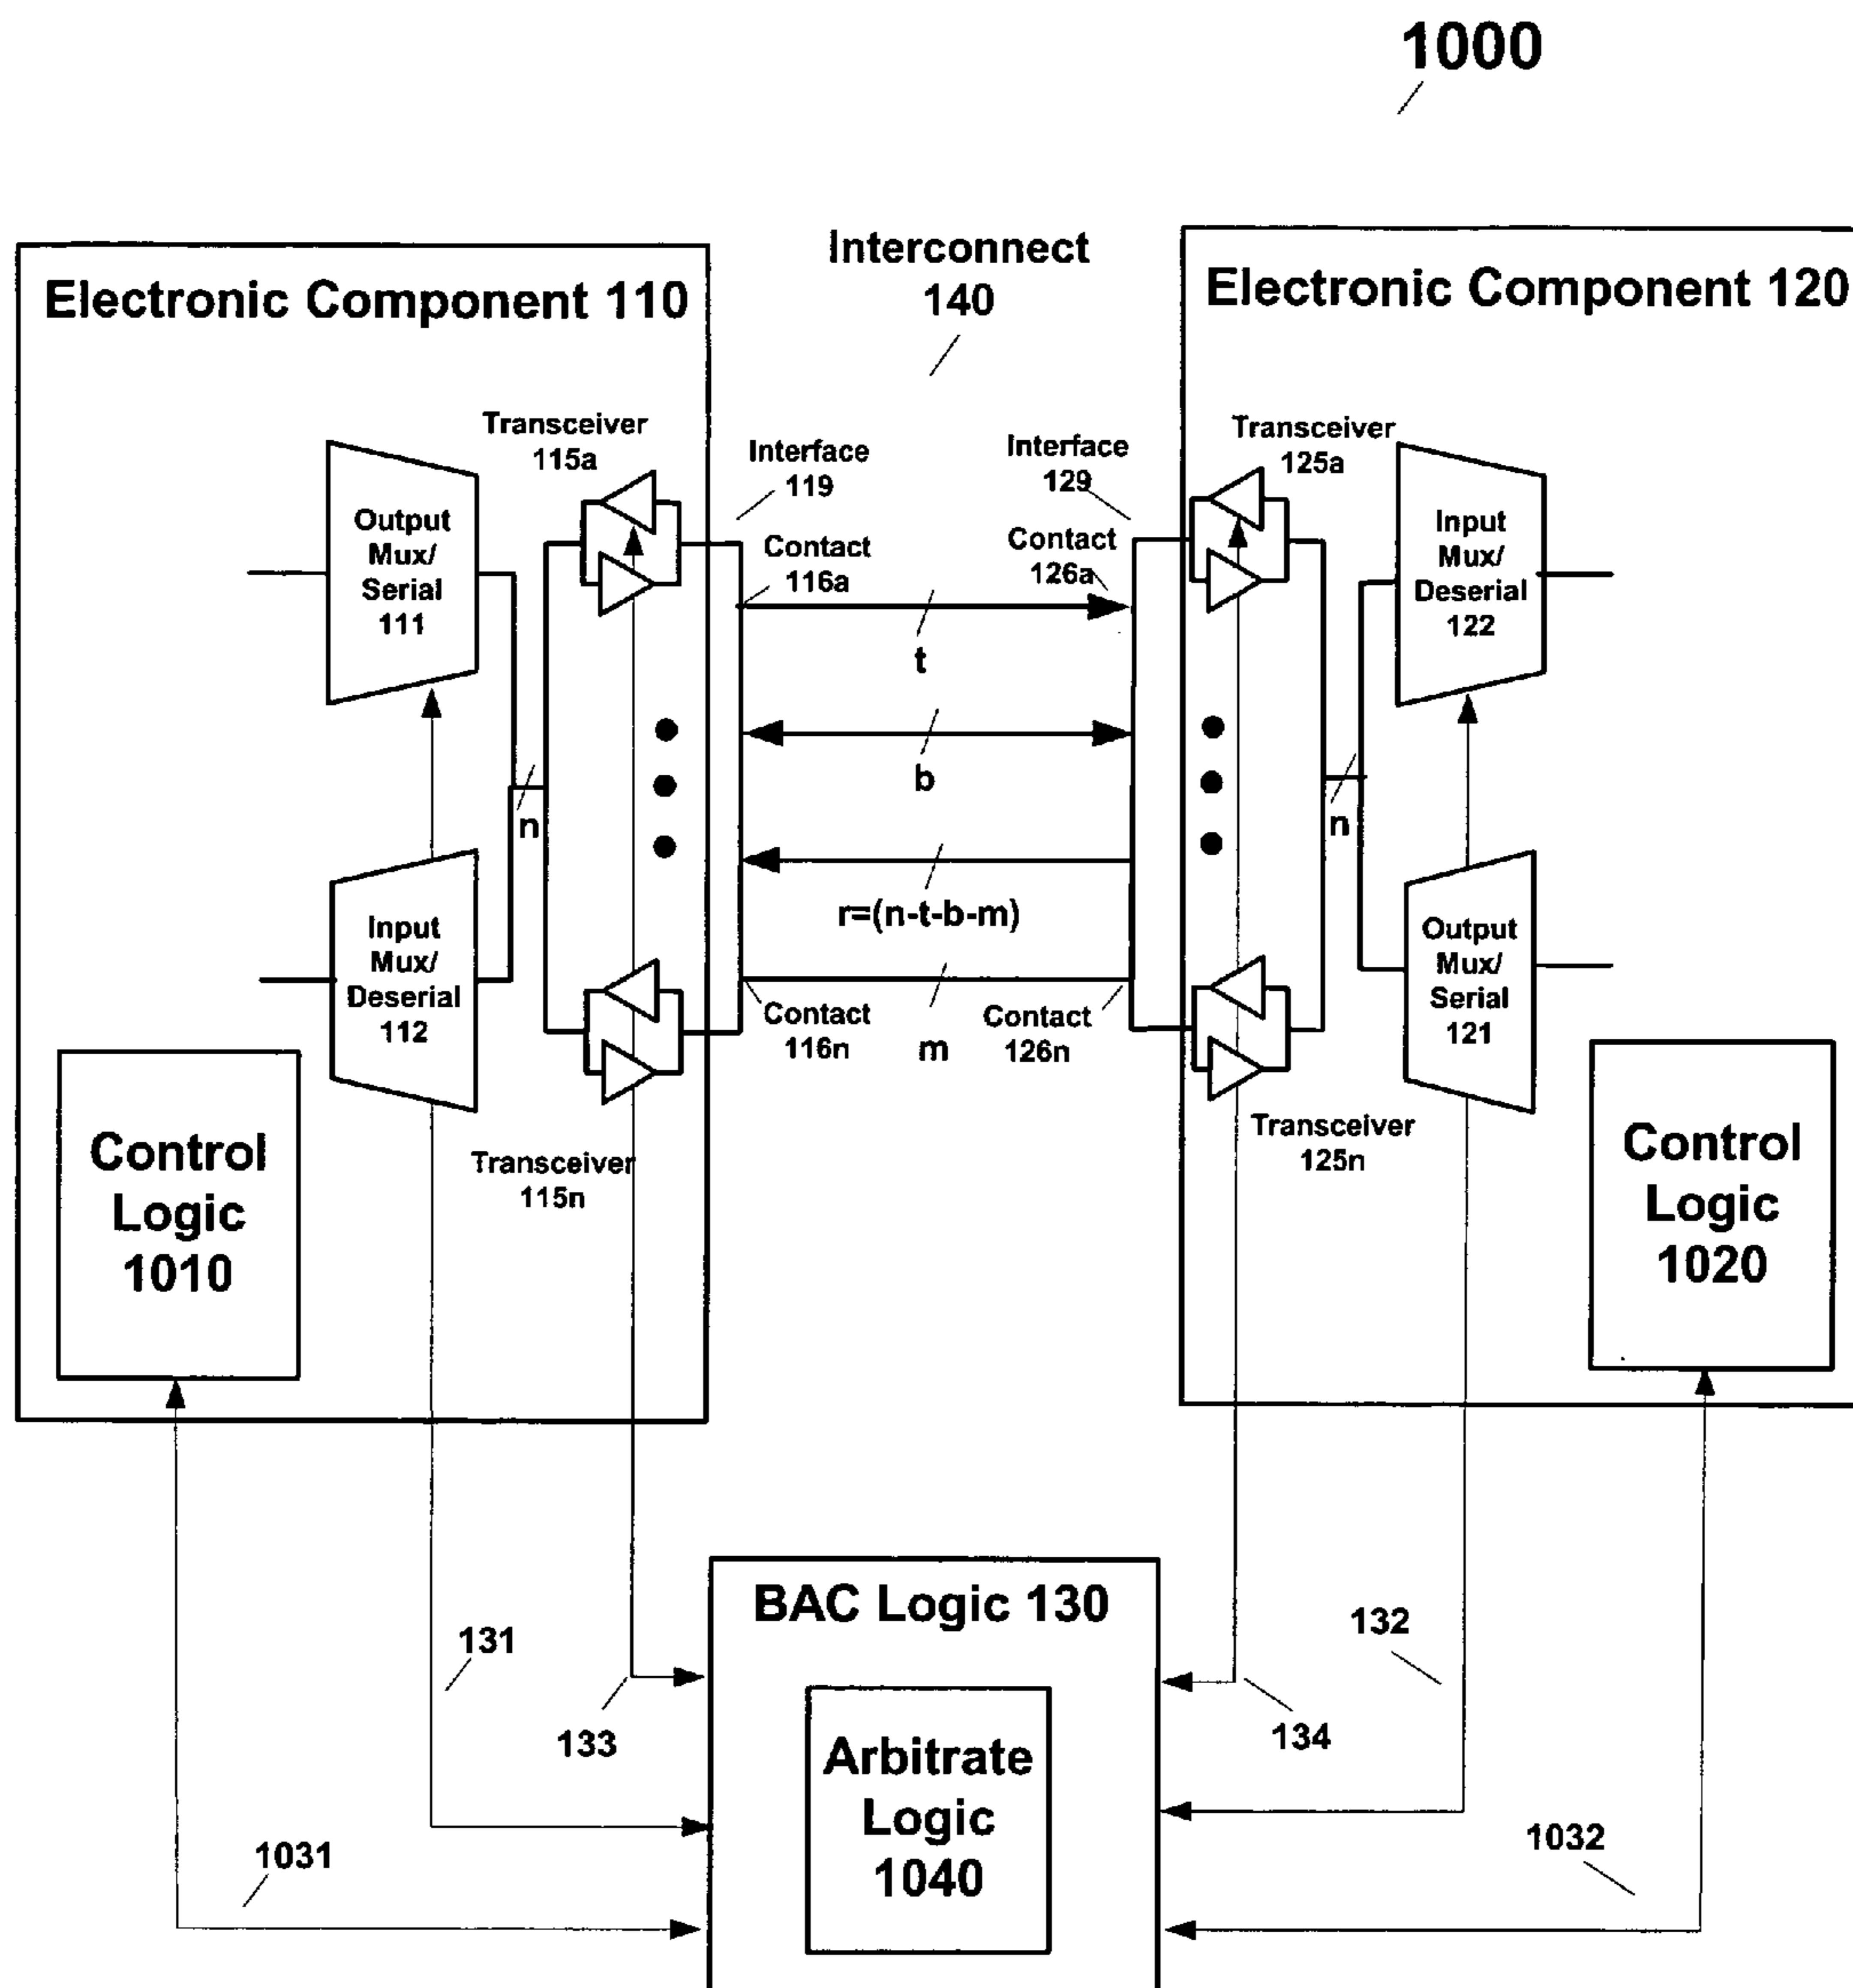 1000
Interconnect
140
Electronic Component 110
Electronic Component 120
Transceiver
115a
Interface
119
Interface
129
Transceiver
125a
Output
Mux/
Serial
111
Contact
116a
Contact
126a
Input
Mux/
Deserial
122
t
b
n
n
r=(n-t-b-m)
Input
Mux/
Deserial
112
Output
Mux/
Serial
121
Contact
116n
m
Contact
126n
Control
Logic
1010
Transceiver
115n
Transceiver
125n
Control
Logic
1020
BAC Logic 130
131
132
133
134
Arbitrate
Logic
1040
1031
1032